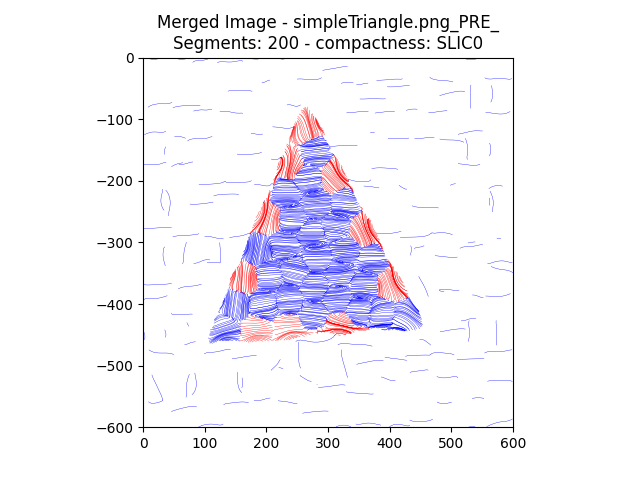 Merged Image - simpleTriangle.png_PRE_
Segments: 200 - compactness: SLIC0
0
−100
−200
−300
−400
−500
−600
0 100 200 300 400 500 600